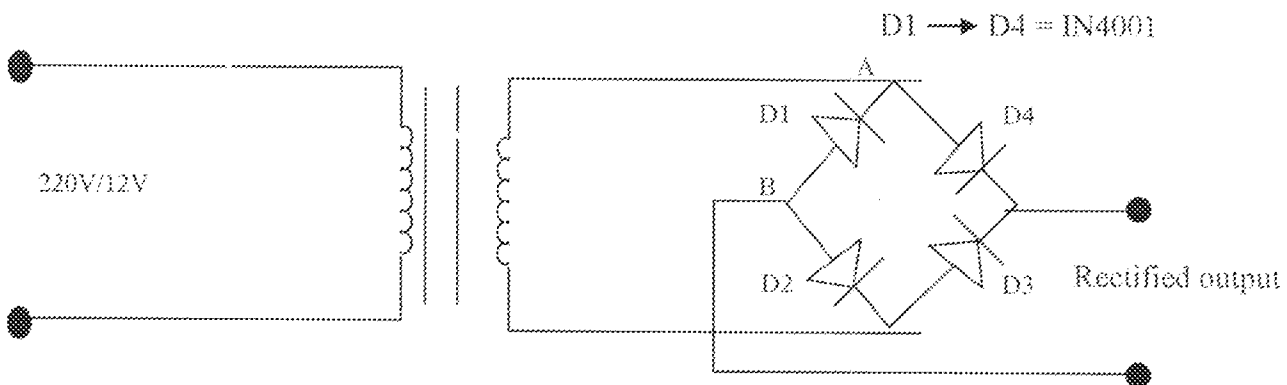 D1 → D4 = IN4001
A
D1
D4
220V/12V
B
D2
D3
Rectified output